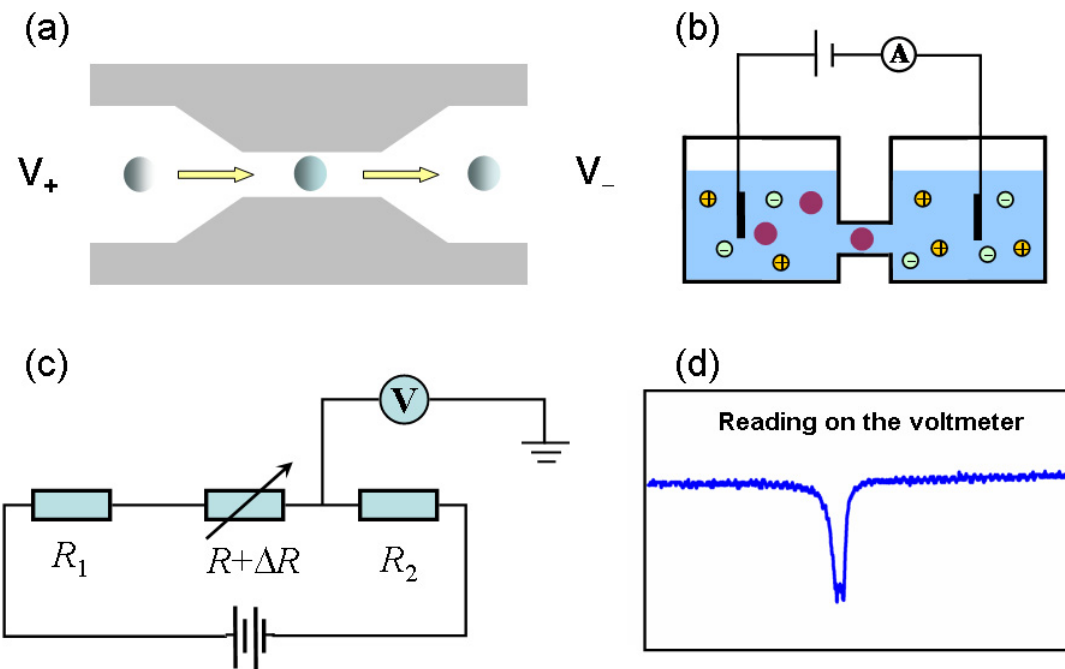 (a)
V₊
V₋
(b)
A
+
−
−
+
−
+
−
+
−
−
+
(c)
V
R₁
R+ΔR
R₂
(d)
Reading on the voltmeter